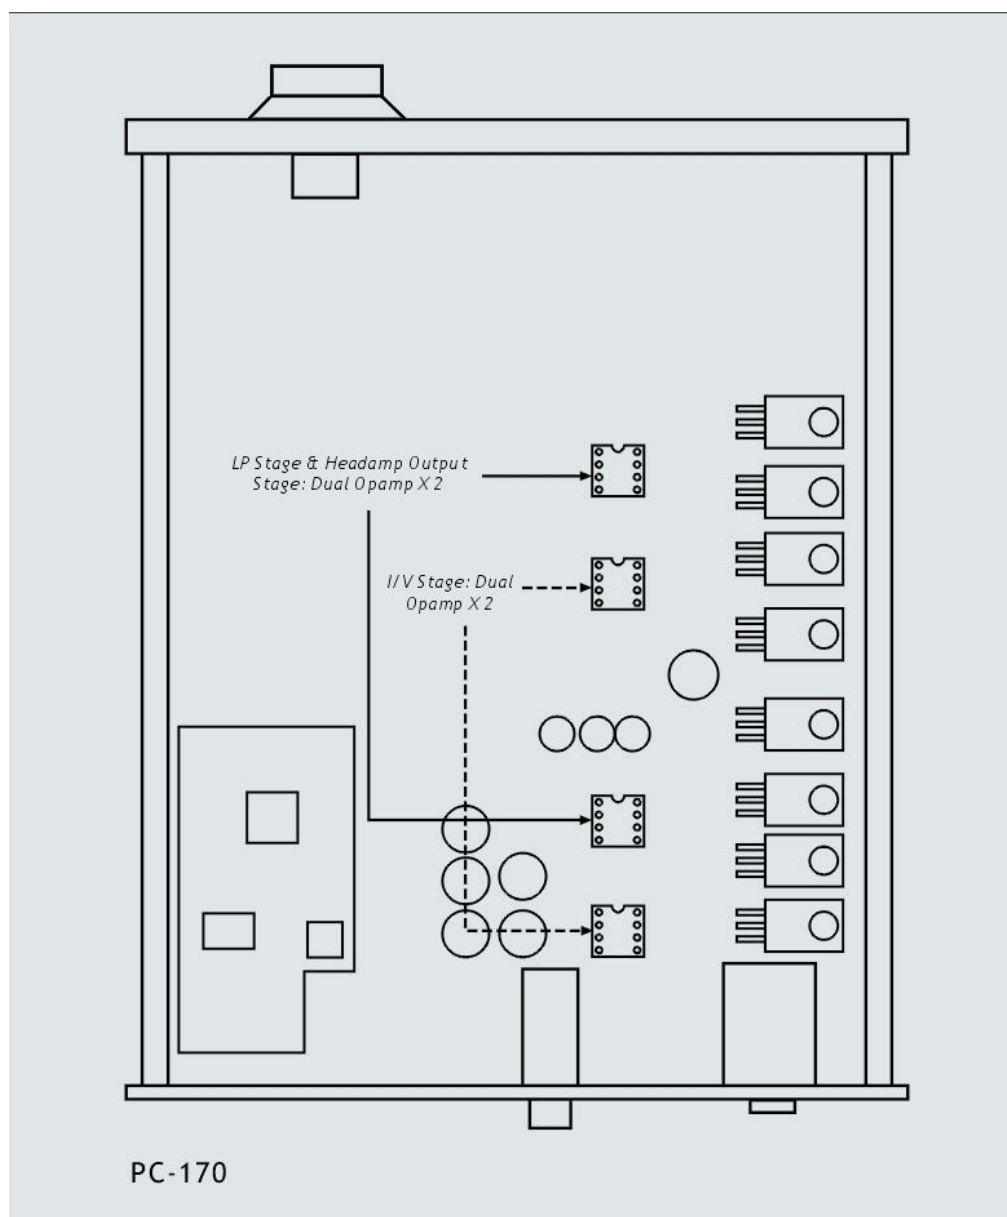 LP Stage & Headamp Output
Stage: Dual Opamp X 2
I/V Stage: Dual
Opamp X 2
PC-170